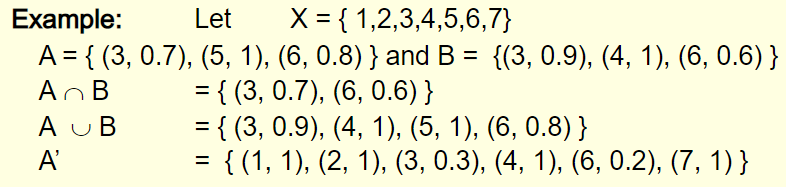 Example: Let X = { 1,2,3,4,5,6,7}
A = { (3, 0.7), (5, 1), (6, 0.8) } and B = {(3, 0.9), (4, 1), (6, 0.6) }
A ∩ B = { (3, 0.7), (6, 0.6) }
A ∪ B = { (3, 0.9), (4, 1), (5, 1), (6, 0.8) }
A’ = { (1, 1), (2, 1), (3, 0.3), (4, 1), (6, 0.2), (7, 1) }